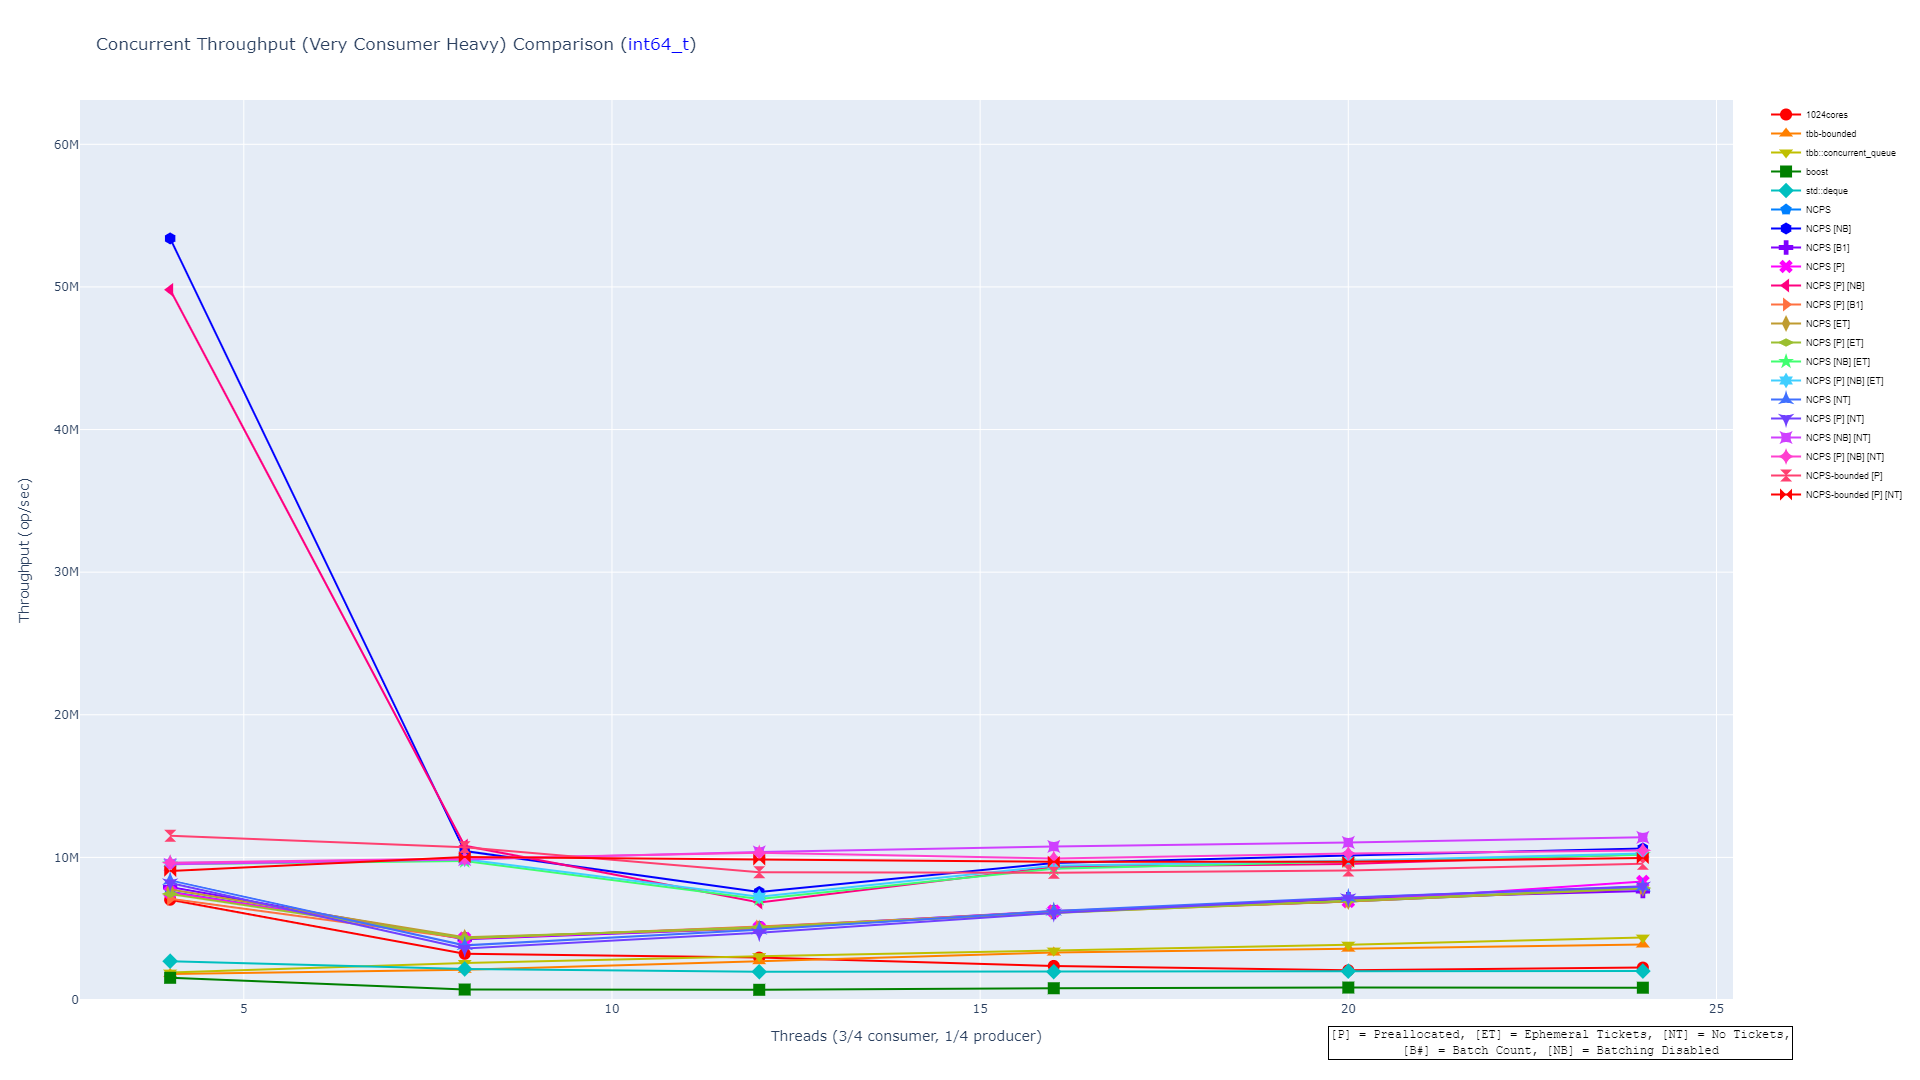 Concurrent Throughput (Very Consumer Heavy) Comparison (int64_t)
Throughput (op/sec)
60M
50M
40M
30M
20M
10M
0
5
10
15
20
25
Threads (3/4 consumer, 1/4 producer)
1024cores
tbb-bounded
tbb::concurrent_queue
boost
std::deque
NCPS
NCPS [NB]
NCPS [B1]
NCPS [P]
NCPS [P] [NB]
NCPS [P] [B1]
NCPS [ET]
NCPS [P] [ET]
NCPS [NB] [ET]
NCPS [P] [NB] [ET]
NCPS [NT]
NCPS [P] [NT]
NCPS [NB] [NT]
NCPS [P] [NB] [NT]
NCPS-bounded [P]
NCPS-bounded [P] [NT]
[P] = Preallocated, [ET] = Ephemeral Tickets, [NT] = No Tickets,
[B#] = Batch Count, [NB] = Batching Disabled